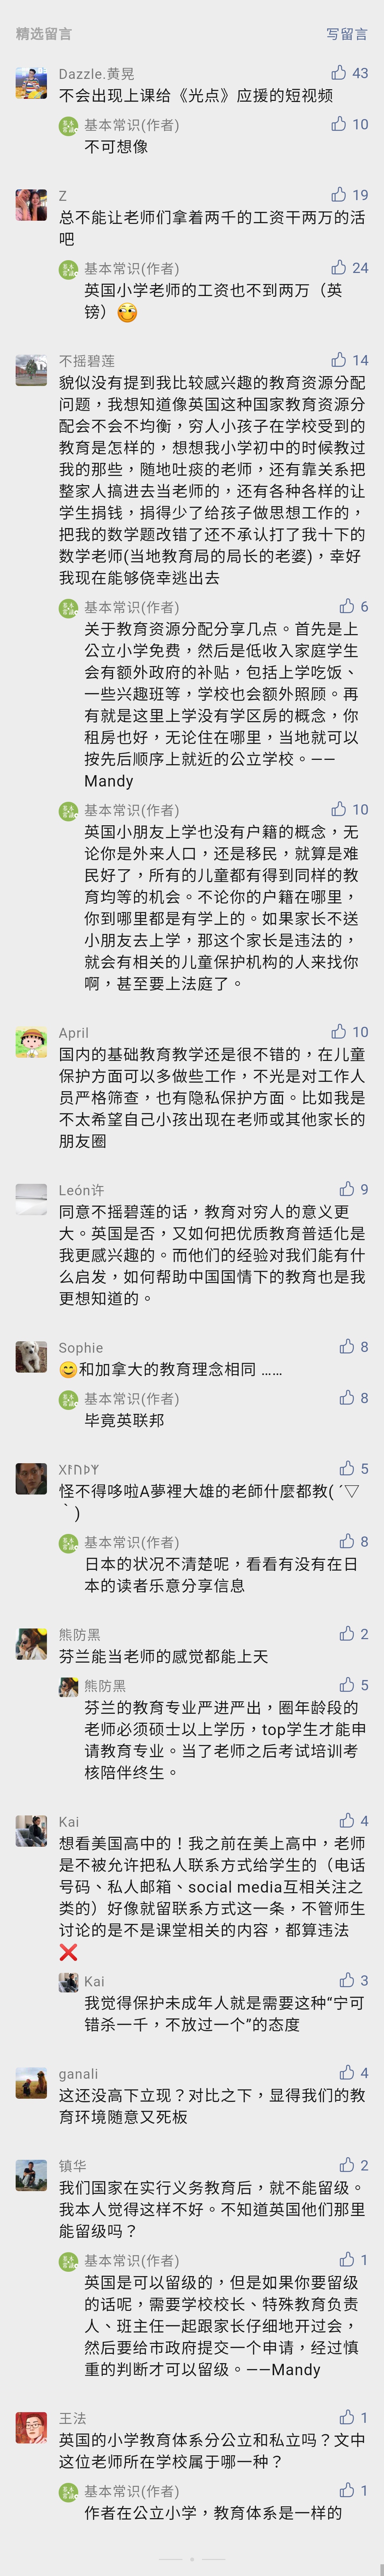 精选留言
写留言
Dazzle.黄晃
43
不会出现上课给《光点》应援的短视频
基本常识(作者)
10
不可想像
Z
19
总不能让老师们拿着两千的工资干两万的活
吧
基本常识(作者)
24
英国小学老师的工资也不到两万（英
镑）
不摇碧莲
14
貌似没有提到我比较感兴趣的教育资源分配
问题，我想知道像英国这种国家教育资源分
配会不会不均衡，穷人小孩子在学校受到的
教育是怎样的，想想我小学初中的时候教过
我的那些，随地吐痰的老师，还有靠关系把
整家人搞进去当老师的，还有各种各样的让
学生捐钱，捐得少了给孩子做思想工作的，
把我的数学题改错了还不承认打了我十下的
数学老师(当地教育局的局长的老婆)，幸好
我现在能够侥幸逃出去
基本常识(作者)
6
关于教育资源分配分享几点。首先是上
公立小学免费，然后是低收入家庭学生
会有额外政府的补贴，包括上学吃饭、
一些兴趣班等，学校也会额外照顾。再
有就是这里上学没有学区房的概念，你
租房也好，无论住在哪里，当地就可以
按先后顺序上就近的公立学校。——
Mandy
基本常识(作者)
10
英国小朋友上学也没有户籍的概念，无
论你是外来人口，还是移民，就算是难
民好了，所有的儿童都有得到同样的教
育均等的机会。不论你的户籍在哪里，
你到哪里都是有学上的。如果家长不送
小朋友去上学，那这个家长是违法的，
就会有相关的儿童保护机构的人来找你
啊，甚至要上法庭了。
April
10
国内的基础教育教学还是很不错的，在儿童
保护方面可以多做些工作，不光是对工作人
员严格筛查，也有隐私保护方面。比如我是
不太希望自己小孩出现在老师或其他家长的
朋友圈
León许
9
同意不摇碧莲的话，教育对穷人的意义更
大。英国是否，又如何把优质教育普适化是
我更感兴趣的。而他们的经验对我们能有什
么启发，如何帮助中国国情下的教育也是我
更想知道的。
Sophie
8
😊和加拿大的教育理念相同 ......
基本常识(作者)
8
毕竟英联邦
5
怪不得哆啦A夢裡大雄的老師什麼都教( ´▽
｀)
基本常识(作者)
8
日本的状况不清楚呢，看看有没有在日
本的读者乐意分享信息
熊防黑
2
芬兰能当老师的感觉都能上天
熊防黑
5
芬兰的教育专业严进严出，圈年龄段的
老师必须硕士以上学历，top学生才能申
请教育专业。当了老师之后考试培训考
核陪伴终生。
Kai
4
想看美国高中的！我之前在美上高中，老师
是不被允许把私人联系方式给学生的（电话
号码、私人邮箱、social media互相关注之
类的）好像就留联系方式这一条，不管师生
讨论的是不是课堂相关的内容，都算违法
❌
Kai
3
我觉得保护未成年人就是需要这种“宁可
错杀一千，不放过一个”的态度
ganali
4
这还没高下立现？对比之下，显得我们的教
育环境随意又死板
镇华
2
我们国家在实行义务教育后，就不能留级。
我本人觉得这样不好。不知道英国他们那里
能留级吗？
基本常识(作者)
1
英国是可以留级的，但是如果你要留级
的话呢，需要学校校长、特殊教育负责
人、班主任一起跟家长仔细地开过会，
然后要给市政府提交一个申请，经过慎
重的判断才可以留级。——Mandy
王法
1
英国的小学教育体系分公立和私立吗？文中
这位老师所在学校属于哪一种？
基本常识(作者)
1
作者在公立小学，教育体系是一样的